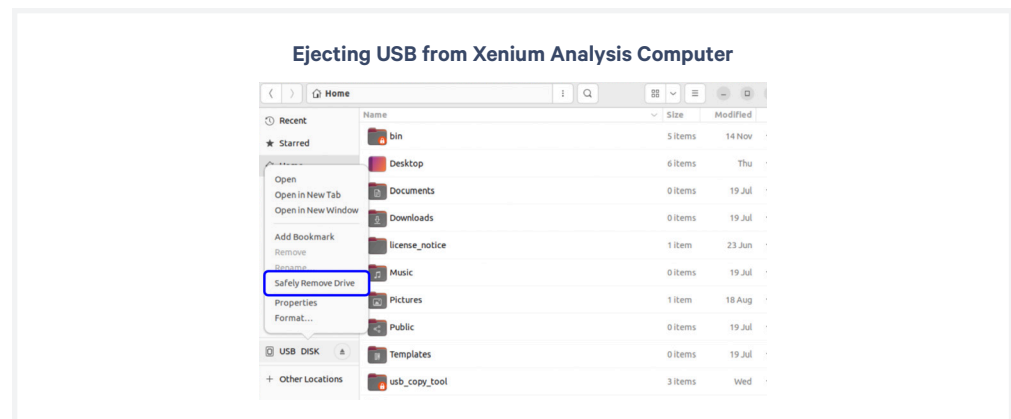 Ejecting USB from Xenium Analysis Computer
Home
Recent
Starred
Home
Open
Open in New Tab
Open in New Window
Add Bookmark
Remove
Rename
Safely Remove Drive
Properties
Format...
USB DISK
+ Other Locations
Name Size Modified
bin 5 items 14 Nov
Desktop 6 items Thu
Documents 0 items 19 Jul
Downloads 0 items 19 Jul
license_notice 1 item 23 Jun
Music 0 items 19 Jul
Pictures 1 item 18 Aug
Public 0 items 19 Jul
Templates 0 items 19 Jul
usb_copy_tool 3 items Wed